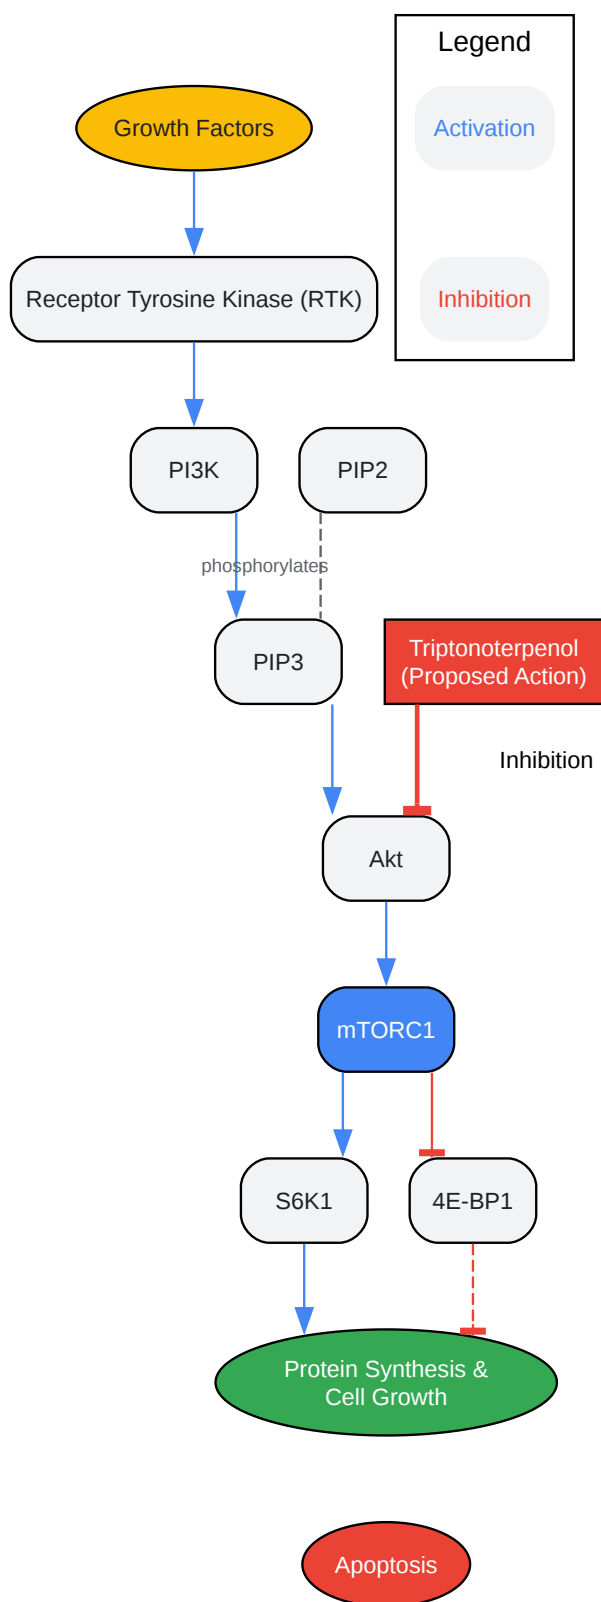 Legend
Growth Factors
Activation
Receptor Tyrosine Kinase (RTK)
Inhibition
PI3K
PIP2
phosphorylates
PIP3
Triptonoterpenol
(Proposed Action)
Inhibition
Akt
mTORC1
S6K1
4E-BP1
Protein Synthesis &
Cell Growth
Apoptosis